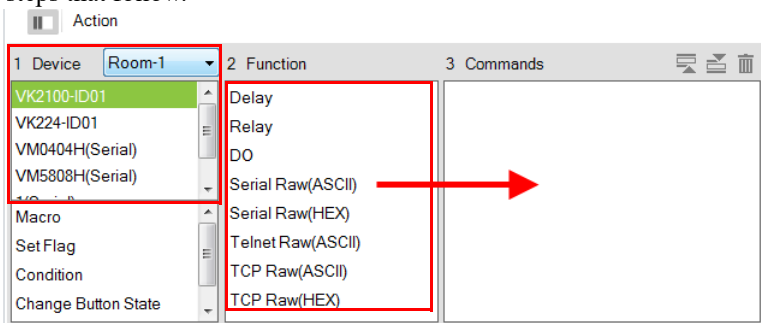 Action
1 Device Room-1 2 Function 3 Commands
VK2100-ID01
VK224-ID01
VM0404H(Serial)
VM5808H(Serial)
Macro
Set Flag
Condition
Change Button State
Delay
Relay
DO
Serial Raw(ASCII)
Serial Raw(HEX)
Telnet Raw(ASCII)
TCP Raw(ASCII)
TCP Raw(HEX)